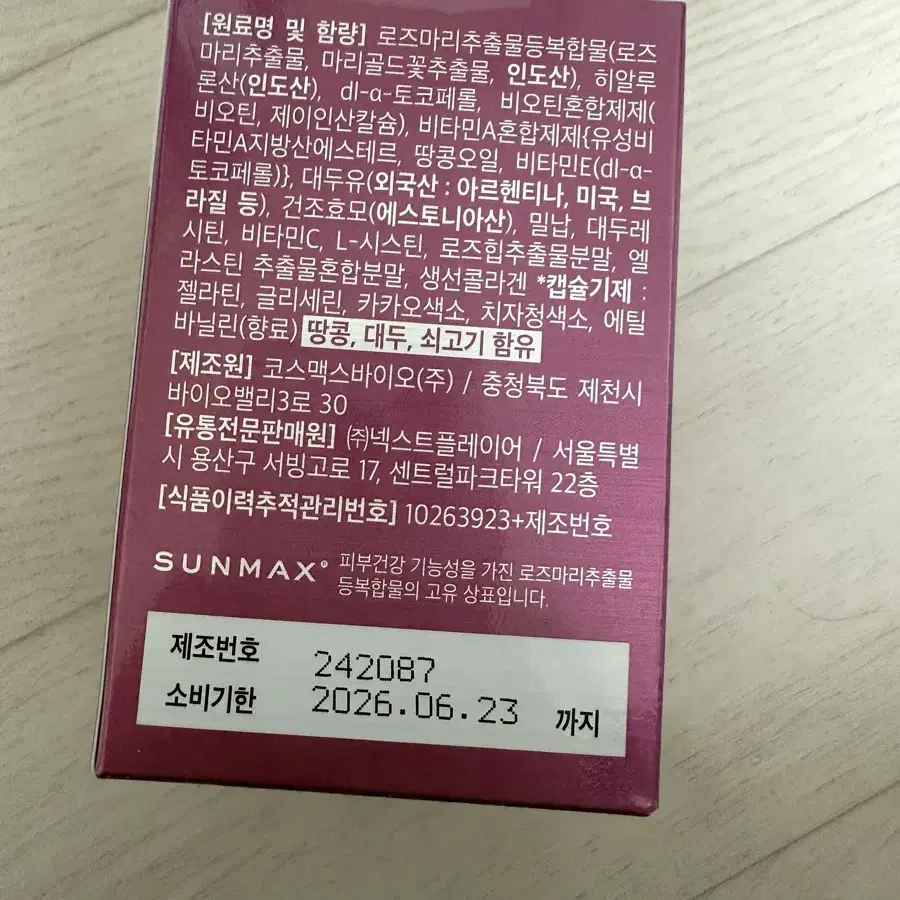 [원료명 및 함량] 로즈마리추출물등복합물(로즈
마리추출물, 마리골드꽃추출물, 인도산), 히알루
론산(인도산), dl-α-토코페롤, 비오틴혼합제제(
비오틴, 제이인산칼슘), 비타민A혼합제제{유성비
타민A지방산에스테르, 땅콩오일, 비타민E(dl-α-
토코페롤)}, 대두유(외국산 : 아르헨티나, 미국, 브
라질 등), 건조효모(에스토니아산), 밀납, 대두레
시틴, 비타민C, L-시스틴, 로즈힙추출물분말, 엘
라스틴 추출물혼합분말, 생선콜라겐 *캡슐기제 :
젤라틴, 글리세린, 카카오색소, 치자청색소, 에틸
바닐린(향료) 땅콩, 대두, 쇠고기 함유
[제조원] 코스맥스바이오(주) / 충청북도 제천시
바이오밸리3로 30
[유통전문판매원] ㈜넥스트플레이어 / 서울특별
시 용산구 서빙고로 17, 센트럴파크타워 22층
[식품이력추적관리번호] 10263923+제조번호
SUNMAX® 피부건강 기능성을 가진 로즈마리추출물
등복합물의 고유 상표입니다.
제조번호 242087
소비기한 2026.06.23 까지